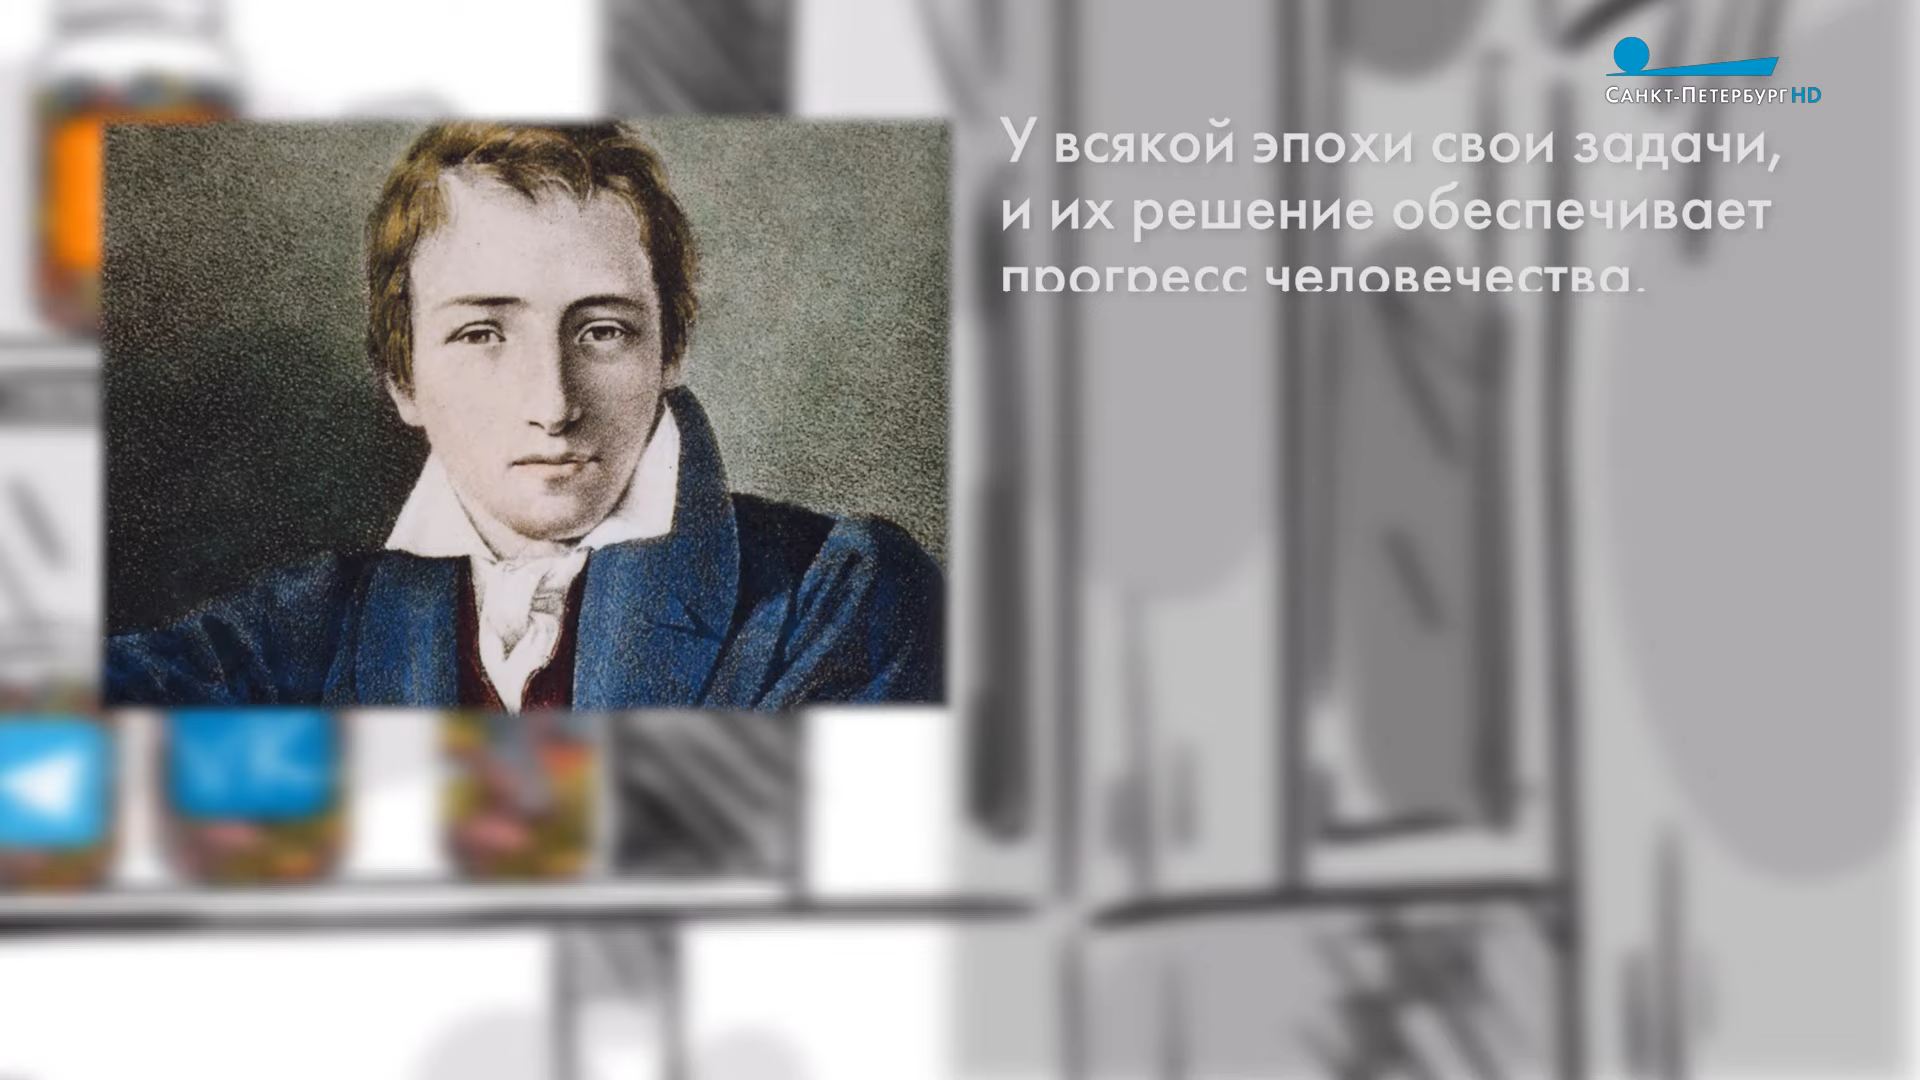 САНКТ-ПЕТЕРБУРГ HD
У всякой эпохи свои задачи,
и их решение обеспечивает
прогресс человечества.